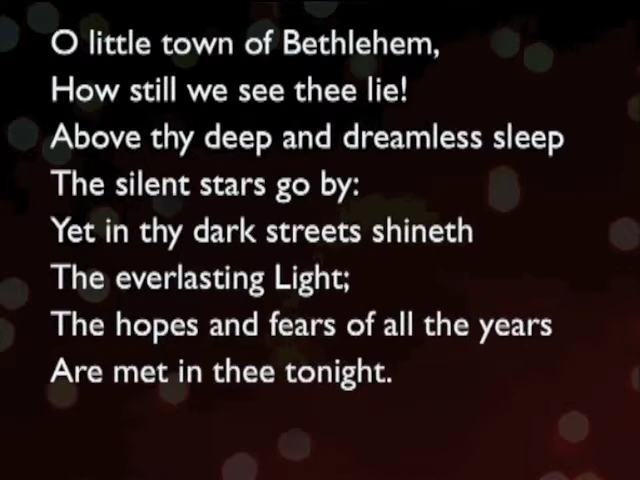 O little town of Bethlehem,
How still we see thee lie!
Above thy deep and dreamless sleep
The silent stars go by:
Yet in thy dark streets shineth
The everlasting Light;
The hopes and fears of all the years
Are met in thee tonight.